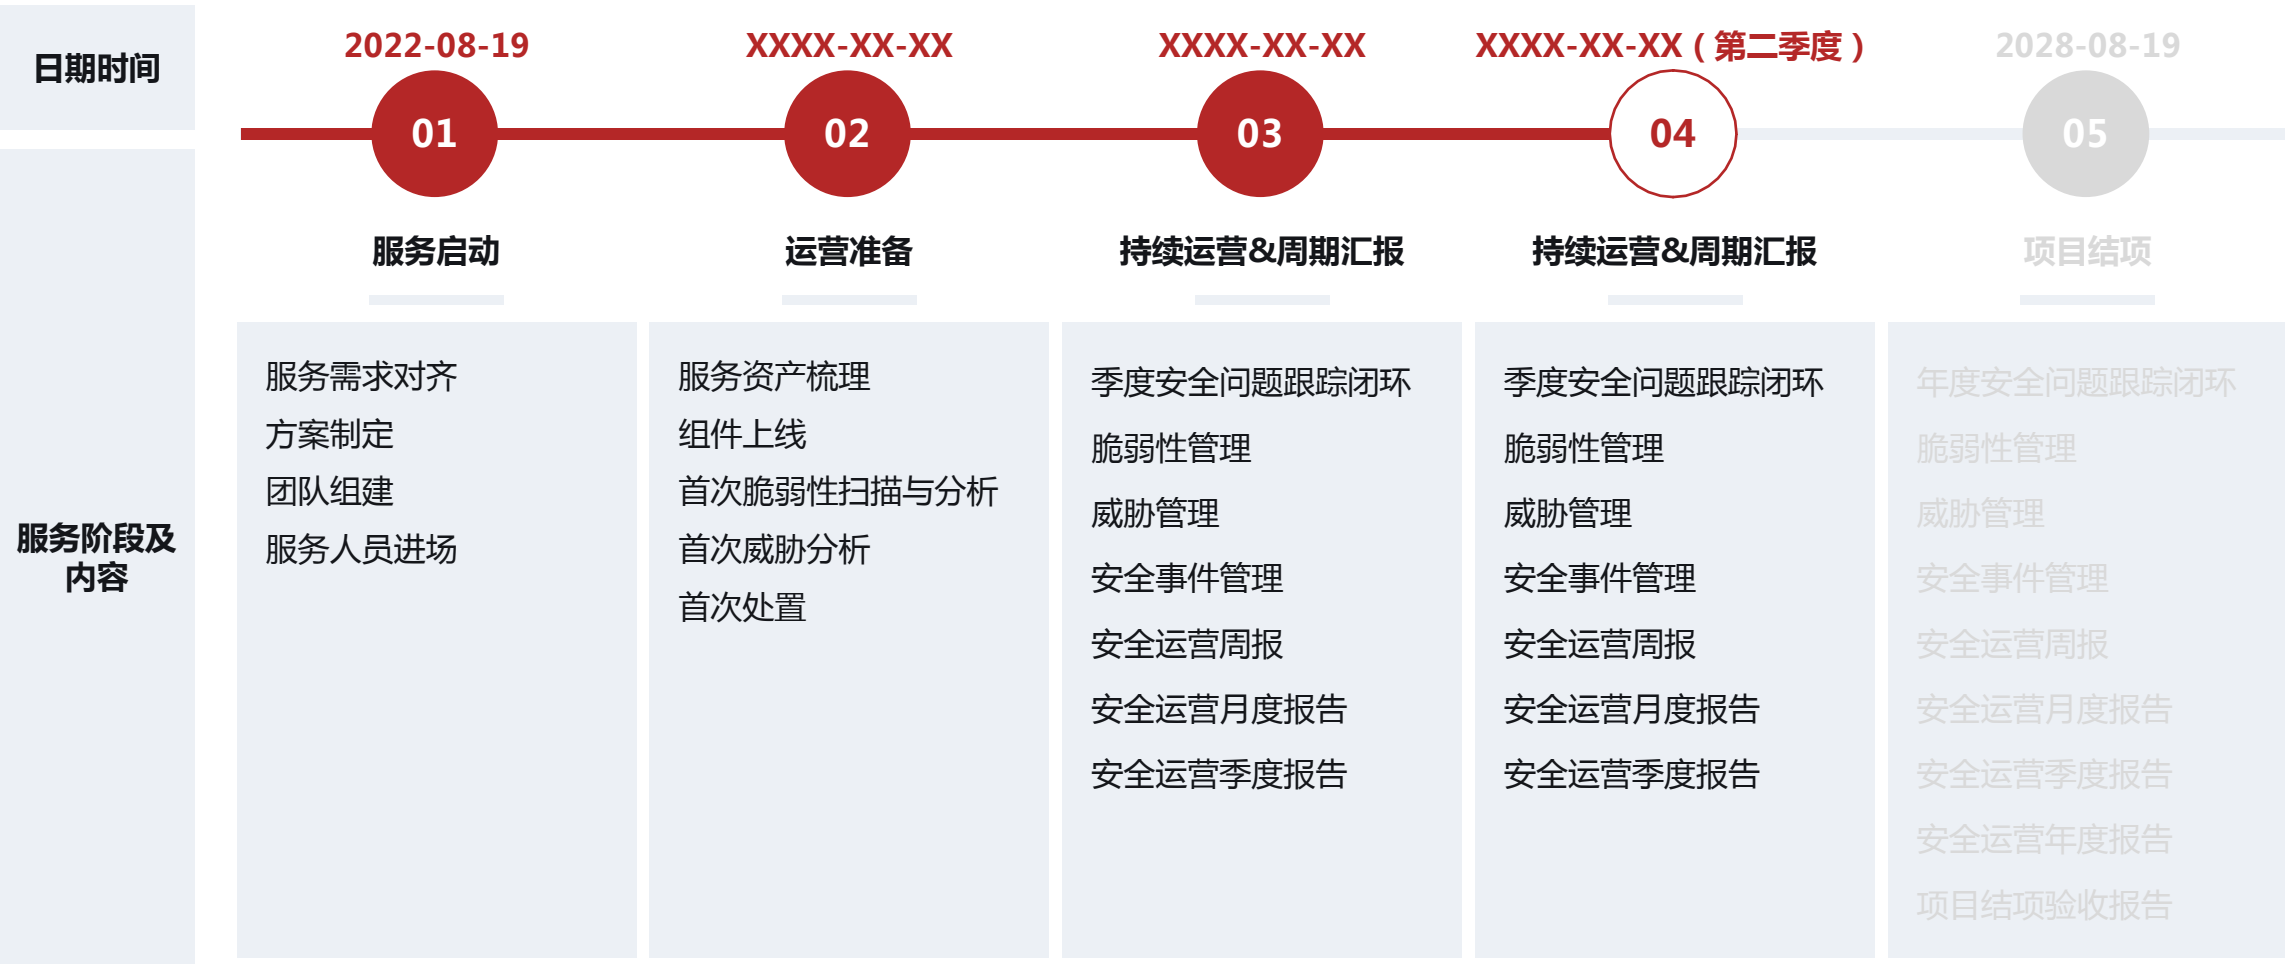 日期时间
2022-08-19
XXXX-XX-XX
XXXX-XX-XX
XXXX-XX-XX（第二季度）
2028-08-19
01
02
03
04
05
服务阶段及
内容
服务启动
服务需求对齐
方案制定
团队组建
服务人员进场
运营准备
服务资产梳理
组件上线
首次脆弱性扫描与分析
首次威胁分析
首次处置
持续运营&周期汇报
季度安全问题跟踪闭环
脆弱性管理
威胁管理
安全事件管理
安全运营周报
安全运营月度报告
安全运营季度报告
持续运营&周期汇报
季度安全问题跟踪闭环
脆弱性管理
威胁管理
安全事件管理
安全运营周报
安全运营月度报告
安全运营季度报告
项目结项
年度安全问题跟踪闭环
脆弱性管理
威胁管理
安全事件管理
安全运营周报
安全运营月度报告
安全运营季度报告
安全运营年度报告
项目结项验收报告